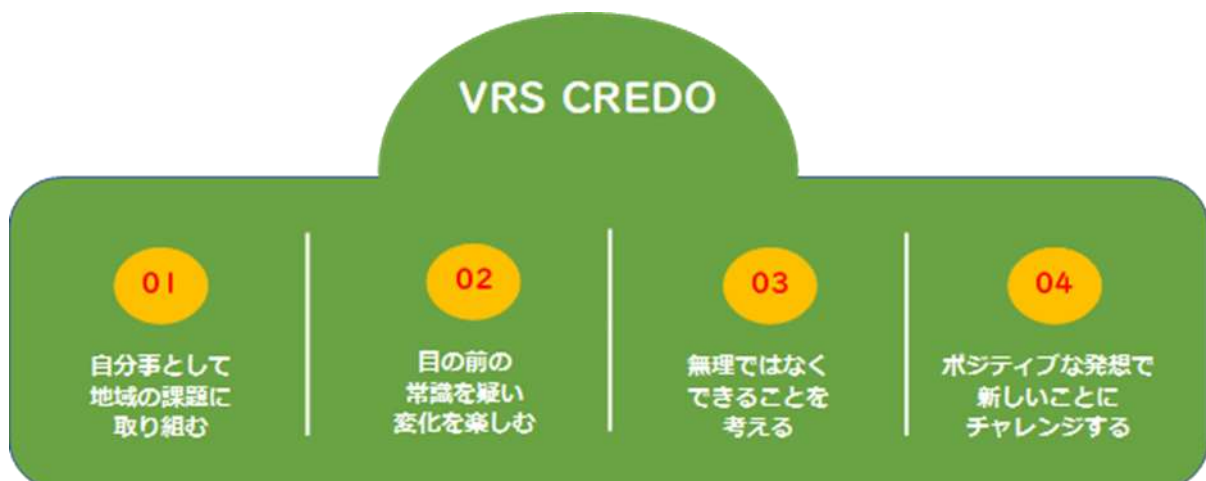 VRS CREDO
01
自分事として
地域の課題に
取り組む
02
目の前の
常識を疑い
変化を楽しむ
03
無理ではなく
できることを
考える
04
ポジティブな発想で
新しいことに
チャレンジする